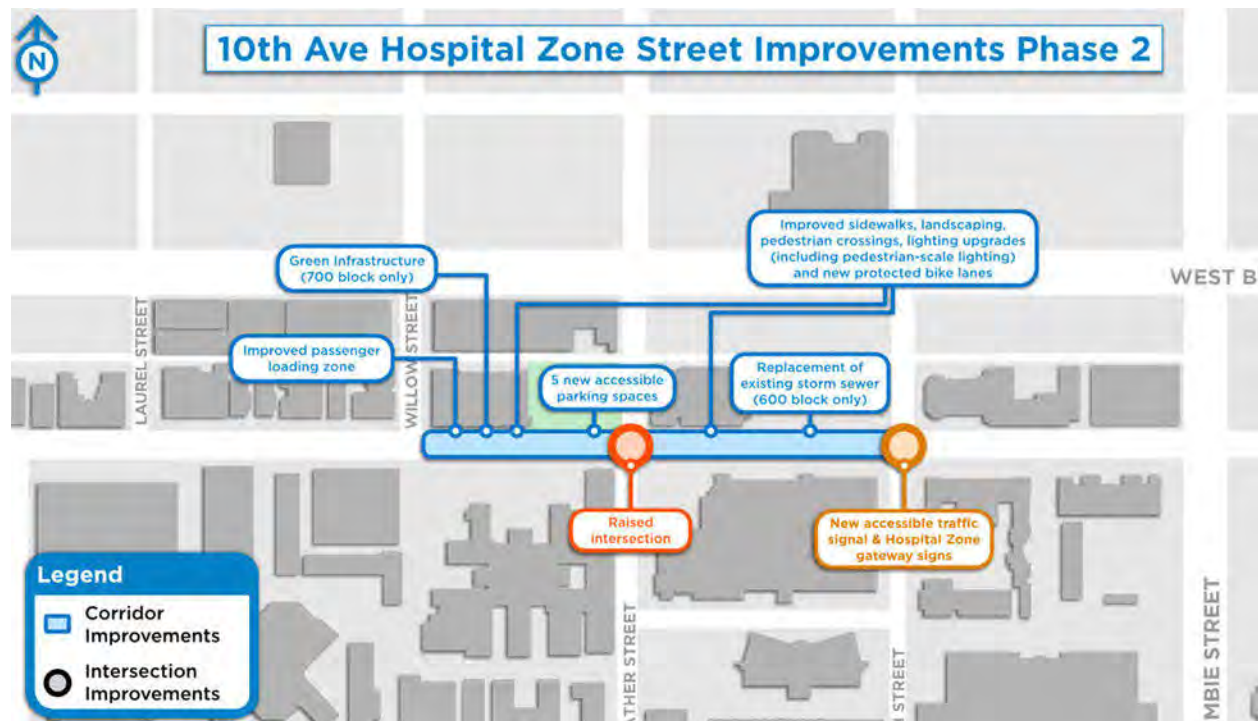 N
10th Ave Hospital Zone Street Improvements Phase 2
Improved sidewalks, landscaping,
pedestrian crossings, lighting upgrades
(including pedestrian-scale lighting)
and new protected bike lanes
Green Infrastructure
(700 block only)
WEST B
LAUREL STREET
WILLOW STREET
Improved passenger
loading zone
5 new accessible
parking spaces
Replacement of
existing storm sewer
(600 block only)
Raised
intersection
New accessible traffic
signal & Hospital Zone
gateway signs
Legend
Corridor
Improvements
Intersection
Improvements
ATHER STREET
STREET
MBIE STREET